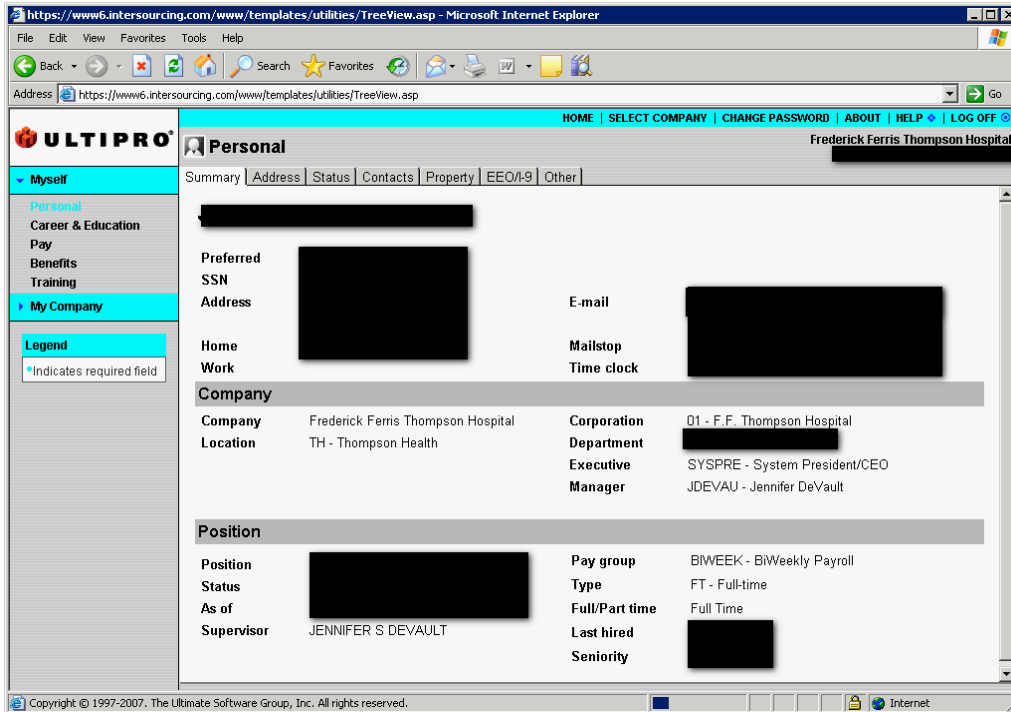 https://www6.intersourcing.com/www/templates/utilities/TreeView.asp - Microsoft Internet Explorer
File Edit View Favorites Tools Help
Back Search Favorites
Address https://www6.intersourcing.com/www/templates/utilities/TreeView.asp Go
HOME | SELECT COMPANY | CHANGE PASSWORD | ABOUT | HELP | LOG OFF
ULTIPRO
Personal
Frederick Ferris Thompson Hospital
Myself
Personal
Career & Education
Pay
Benefits
Training
My Company
Legend
*Indicates required field
Summary Address Status Contacts Property EEO/I-9 Other
Preferred
SSN
Address E-mail
Home Mailstop
Work Time clock
Company
Company Frederick Ferris Thompson Hospital Corporation 01 - F.F. Thompson Hospital
Location TH - Thompson Health Department
Executive SYSPRE - System President/CEO
Manager JDEVAU - Jennifer DeVault
Position
Position Pay group BIWEEK - BiWeekly Payroll
Status Type FT - Full-time
As of Full/Part time Full Time
Supervisor JENNIFER S DEVAULT Last hired
Seniority
Copyright © 1997-2007. The Ultimate Software Group, Inc. All rights reserved. Internet